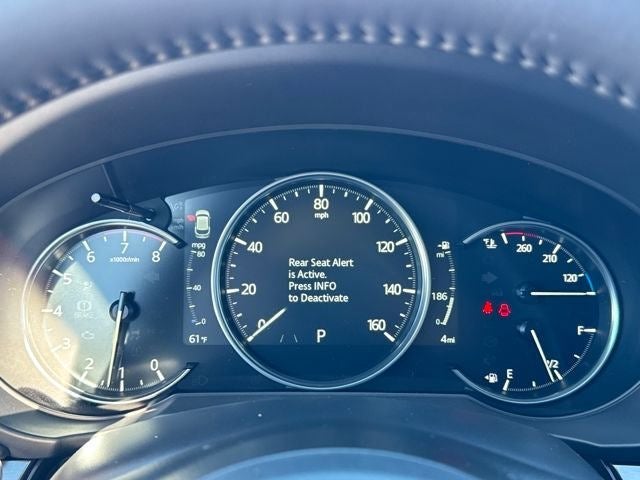 5 6 7 8
x1000r/min
4
3
2 1 0
BRAKE
mpg
80
40
0
61°F
0 20 40 60 80 100 120 140 160
mph
Rear Seat Alert
is Active.
Press INFO
to Deactivate
P
mi
186
0
4mi
260 210 120
F
1/2
E